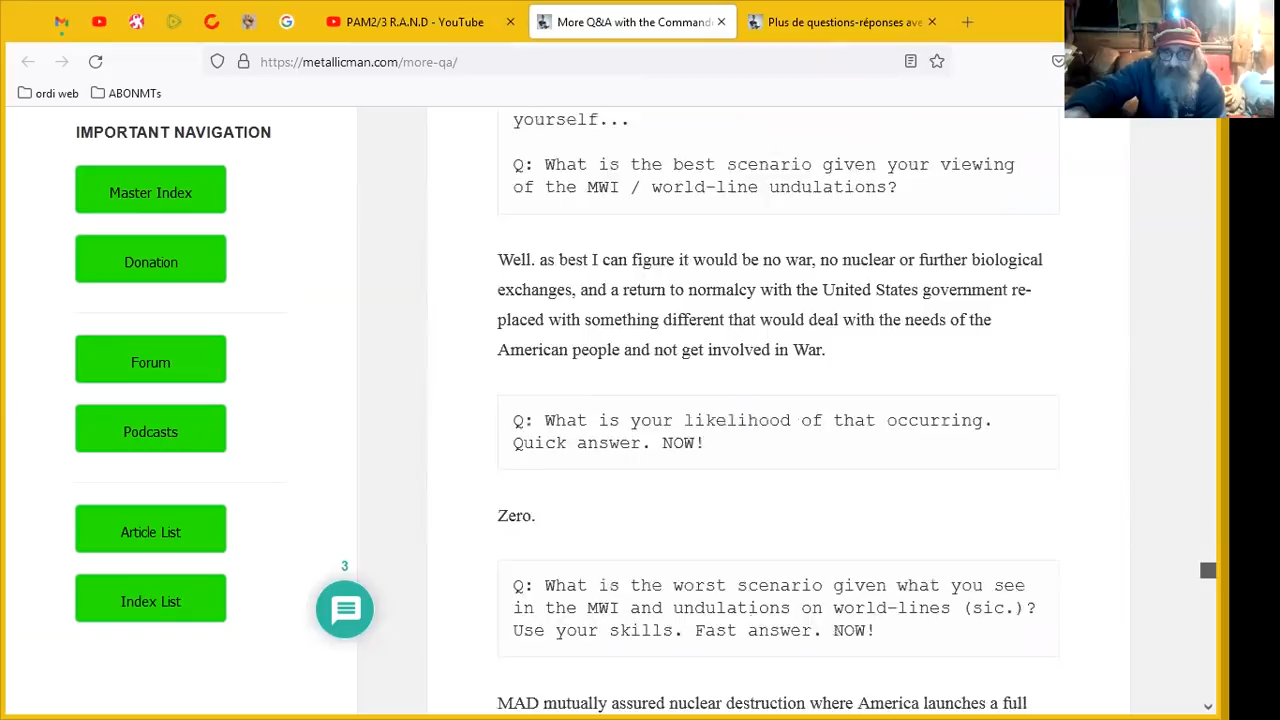 PAM2/3 R.A.N.D - YouTube
More Q&A with the Command
Plus de questions-réponses ave
https://metallicman.com/more-qa/
ordi web
ABONMTs
IMPORTANT NAVIGATION
Master Index
Donation
Forum
Podcasts
Article List
Index List
3
yourself...
Q: What is the best scenario given your viewing
of the MWI / world-line undulations?
Well. as best I can figure it would be no war, no nuclear or further biological
exchanges, and a return to normalcy with the United States government re-
placed with something different that would deal with the needs of the
American people and not get involved in War.
Q: What is your likelihood of that occurring.
Quick answer. NOW!
Zero.
Q: What is the worst scenario given what you see
in the MWI and undulations on world-lines (sic.)?
Use your skills. Fast answer. NOW!
MAD mutually assured nuclear destruction where America launches a full